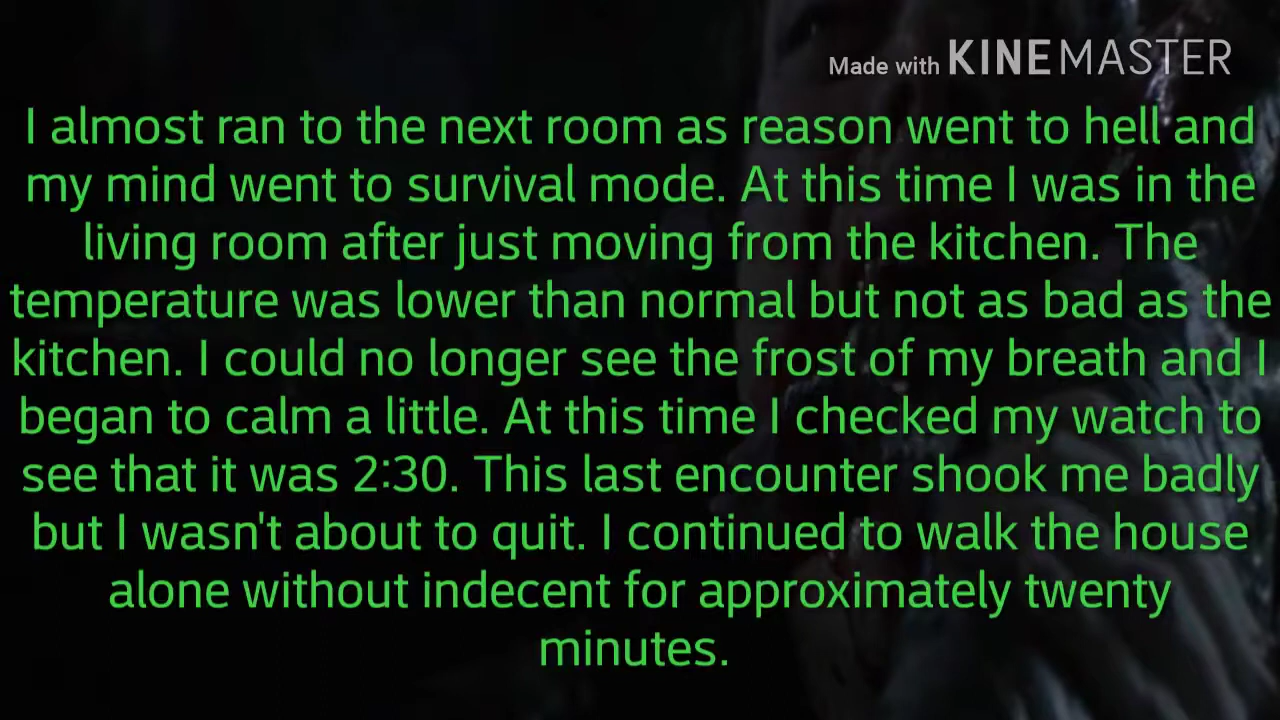 Made with KINEMASTER
I almost ran to the next room as reason went to hell and
my mind went to survival mode. At this time I was in the
living room after just moving from the kitchen. The
temperature was lower than normal but not as bad as the
kitchen. I could no longer see the frost of my breath and I
began to calm a little. At this time I checked my watch to
see that it was 2:30. This last encounter shook me badly
but I wasn't about to quit. I continued to walk the house
alone without indecent for approximately twenty
minutes.